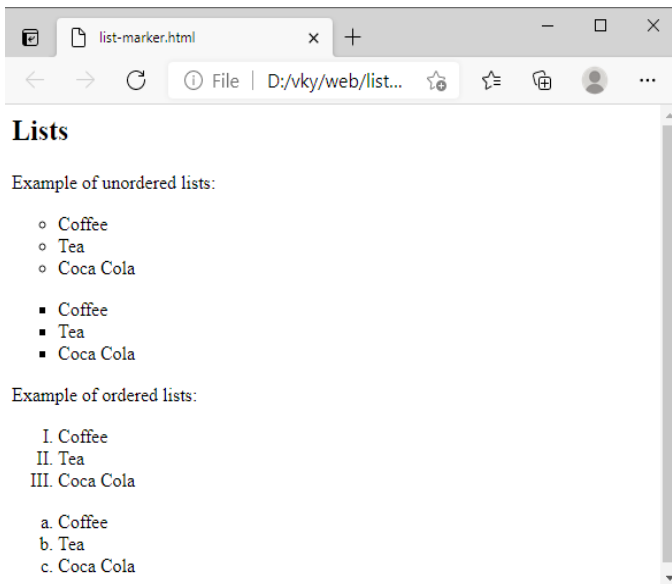 list-marker.html
File D:/vky/web/list...
Lists
Example of unordered lists:
Coffee
Tea
Coca Cola
Coffee
Tea
Coca Cola
Example of ordered lists:
I. Coffee
II. Tea
III. Coca Cola
a. Coffee
b. Tea
c. Coca Cola